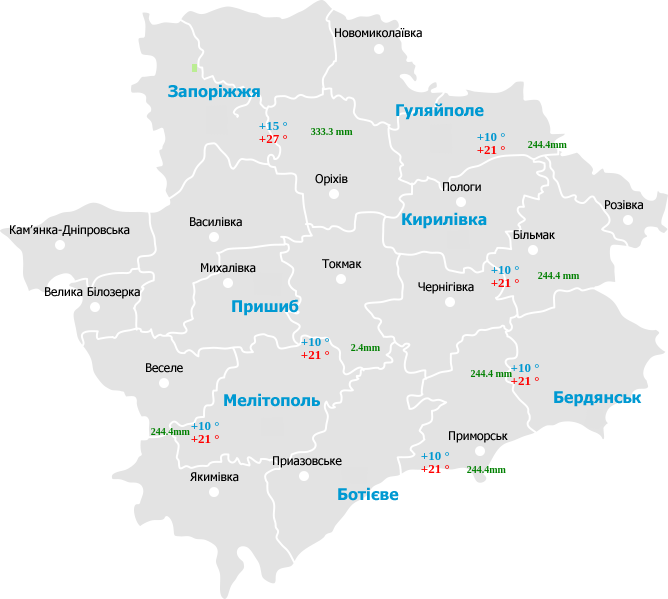 Новомиколаївка
Запоріжжя
Гуляйполе
+15 °
+27 °
333.3 mm
+10 °
+21 °
244.4mm
Оріхів
Пологи
Розівка
Василівка
Кирилівка
Кам’янка-Дніпровська
Більмак
Михалівка
Токмак
+10 °
+21 °
244.4 mm
Чернігівка
Велика Білозерка
Пришиб
+10 °
+21 °
2.4mm
Веселе
244.4 mm
+10 °
+21 °
Мелітополь
Бердянськ
244.4mm
+10 °
+21 °
Приморськ
Приазовське
+10 °
+21 °
244.4mm
Якимівка
Ботієве